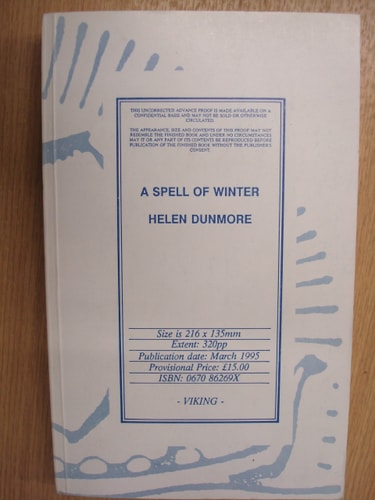 THIS UNCORRECTED ADVANCE PROOF IS MADE AVAILABLE ON A
CONFIDENTIAL BASIS AND MAY NOT BE SOLD OR OTHERWISE
CIRCULATED.
THE APPEARANCE, SIZE AND CONTENTS OF THIS PROOF MAY NOT
RESEMBLE THE FINISHED BOOK AND UNDER NO CIRCUMSTANCES
MAY IT OR ANY PART OF ITS CONTENTS BE REPRODUCED BEFORE
PUBLICATION OF THE FINISHED BOOK WITHOUT THE PUBLISHER'S
CONSENT.
A SPELL OF WINTER
HELEN DUNMORE
Size is 216 x 135mm
Extent: 320pp
Publication date: March 1995
Provisional Price: £15.00
ISBN: 0670 86269X
- VIKING -